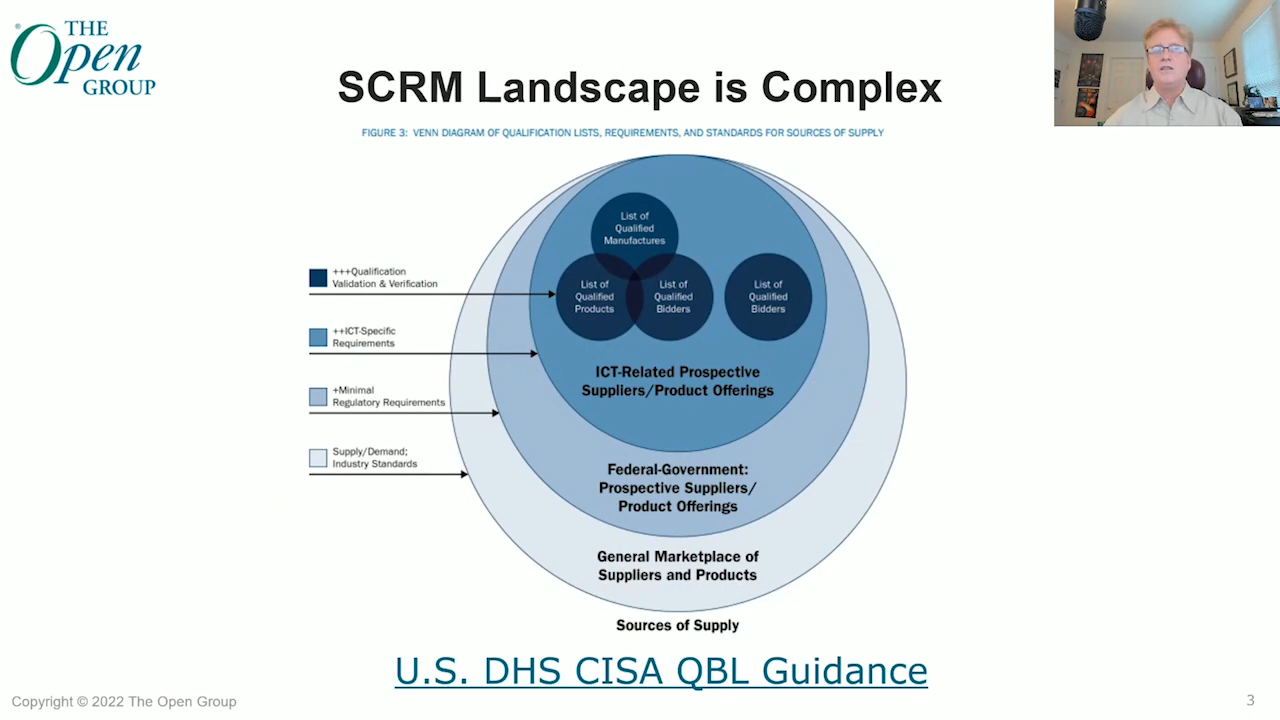 THE
Open
GROUP
SCRM Landscape is Complex
FIGURE 3: VENN DIAGRAM OF QUALIFICATION LISTS, REQUIREMENTS, AND STANDARDS FOR SOURCES OF SUPPLY
List of
Qualified
Manufactures
List of
Qualified
Products
List of
Qualified
Bidders
List of
Qualified
Bidders
+++Qualification
Validation & Verification
++ICT-Specific
Requirements
+Minimal
Regulatory Requirements
Supply/Demand;
Industry Standards
ICT-Related Prospective
Suppliers/Product Offerings
Federal-Government:
Prospective Suppliers/
Product Offerings
General Marketplace of
Suppliers and Products
Sources of Supply
U.S. DHS CISA QBL Guidance
Copyright © 2022 The Open Group
3